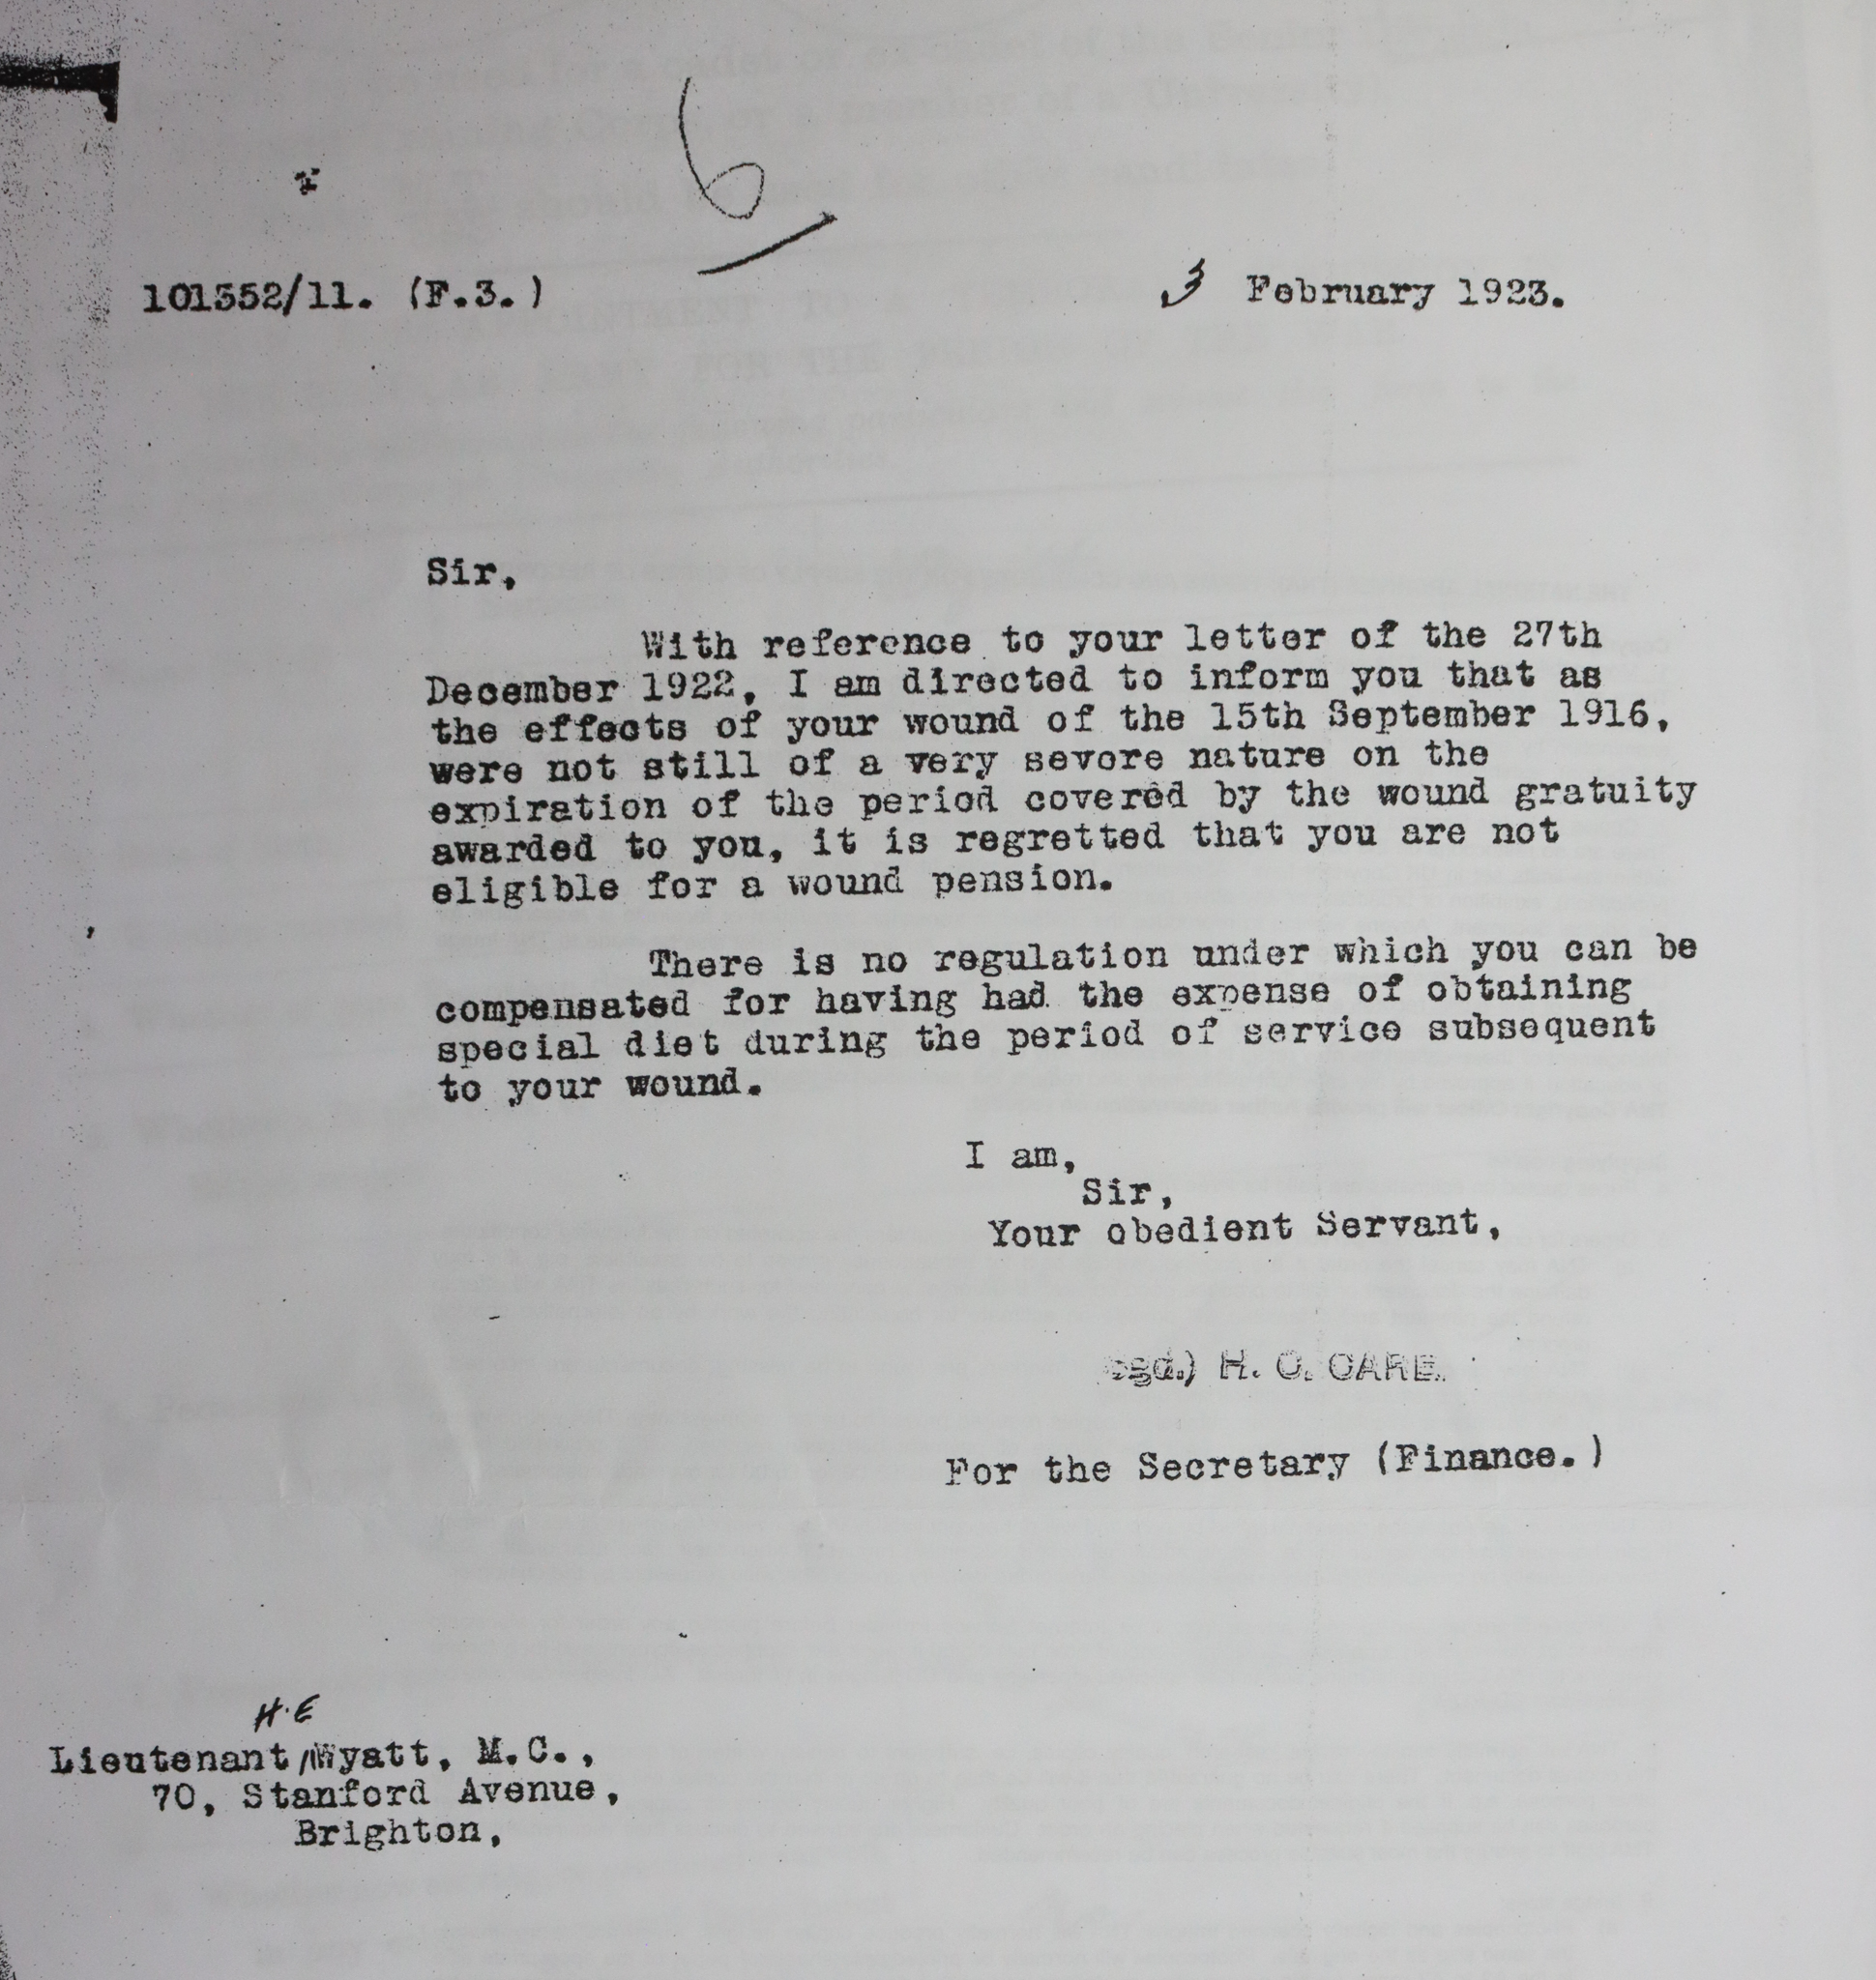 6
101352/11. (F.3.)
3 February 1923.
Sir,
With reference to your letter of the 27th
December 1922, I am directed to inform you that as
the effects of your wound of the 15th September 1916,
were not still of a very severe nature on the
expiration of the period covered by the wound gratuity
awarded to you, it is regretted that you are not
eligible for a wound pension.
There is no regulation under which you can be
compensated for having had the expense of obtaining
special diet during the period of service subsequent
to your wound.
I am,
Sir,
Your obedient Servant,
sgd.) H. C. CARE.
For the Secretary (Finance.)
H.E
Lieutenant/Wyatt, M.C.,
70, Stanford Avenue,
Brighton,